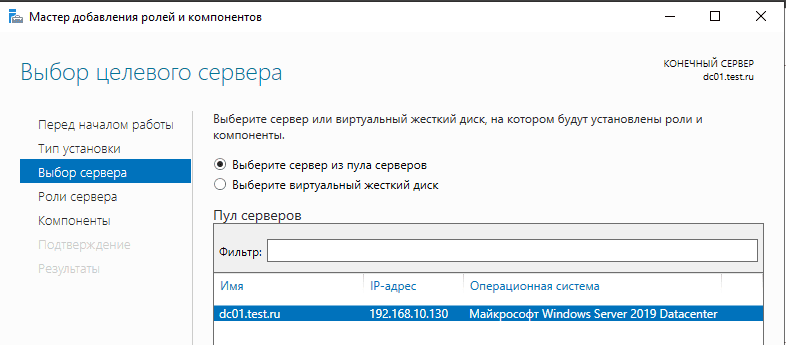 Мастер добавления ролей и компонентов
Выбор целевого сервера
КОНЕЧНЫЙ СЕРВЕР
dc01.test.ru
Перед началом работы
Тип установки
Выбор сервера
Роли сервера
Компоненты
Подтверждение
Результаты
Выберите сервер или виртуальный жесткий диск, на котором будут установлены роли и
компоненты.
Выберите сервер из пула серверов
Выберите виртуальный жесткий диск
Пул серверов
Фильтр:
Имя IP-адрес Операционная система
dc01.test.ru 192.168.10.130 Майкрософт Windows Server 2019 Datacenter